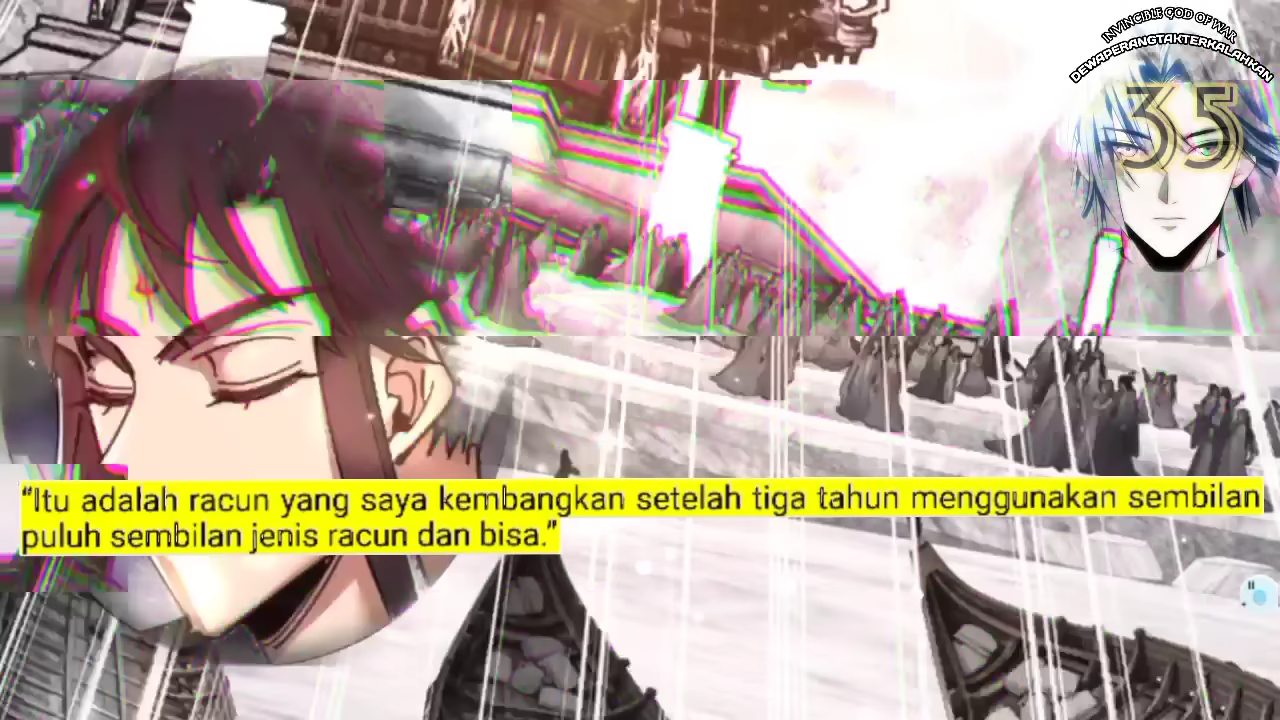 INVINCIBLE GOD OF WAR
DEWAPERANGTAKTERKALAHKAN
35
“Itu adalah racun yang saya kembangkan setelah tiga tahun menggunakan sembilan
puluh sembilan jenis racun dan bisa.”